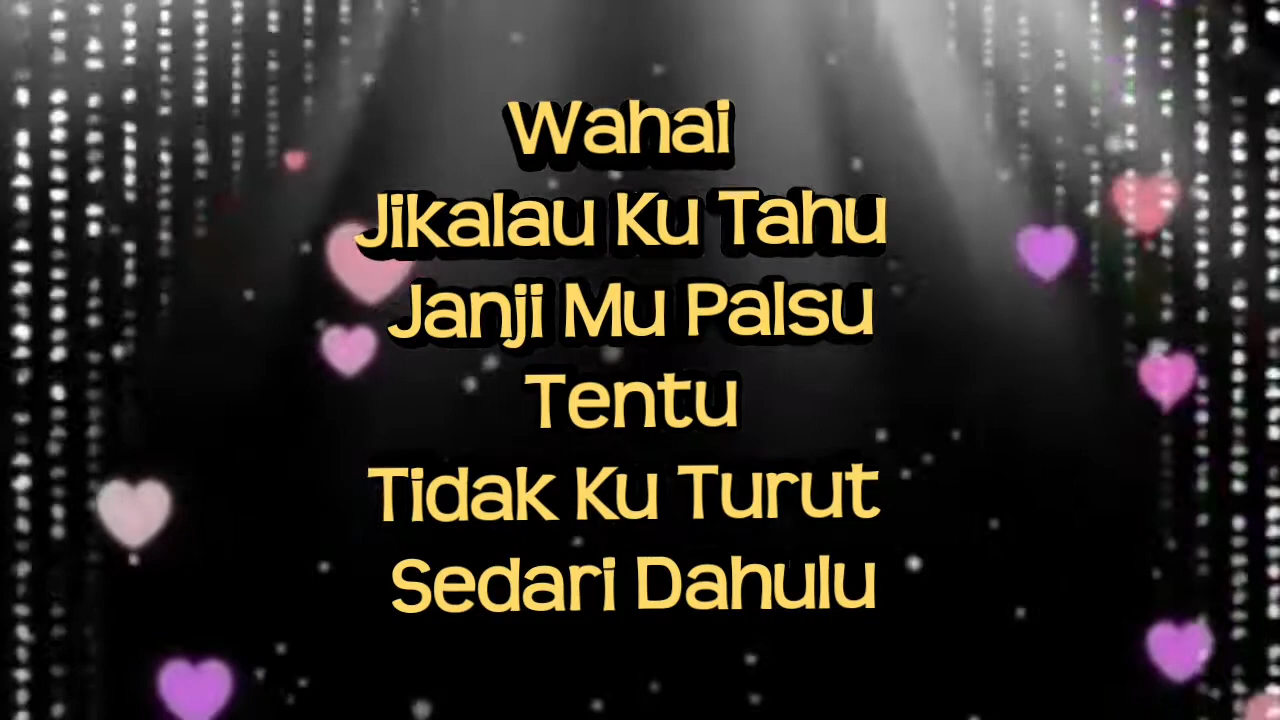 Wahai
Jikalau Ku Tahu
Janji Mu Palsu
Tentu
Tidak Ku Turut
Sedari Dahulu